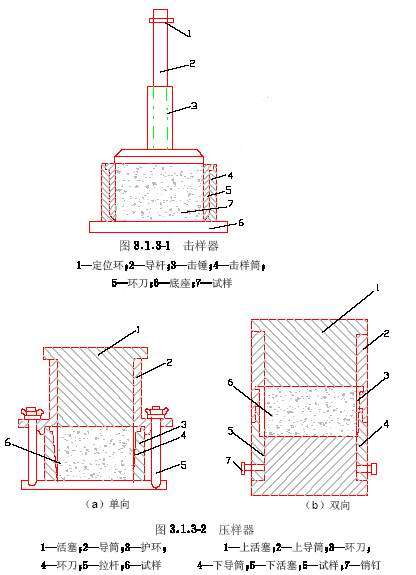 1
2
3
4
5
7
6
图 3.1.3-1 击样器
1—定位环;2—导杆;3—击锤;4—击样筒;
5—环刀;6—底座;7—试样
1
2
3
4
5
6
(a)单向
1
2
3
4
5
6
7
(b)双向
图 3.1.3-2 压样器
1—活塞;2—导筒;3—护环;
4—环刀;5—拉杆;6—试样
1—上活塞;2—上导筒;3—环刀;
4—下导筒;5—下活塞;6—试样;7—销钉